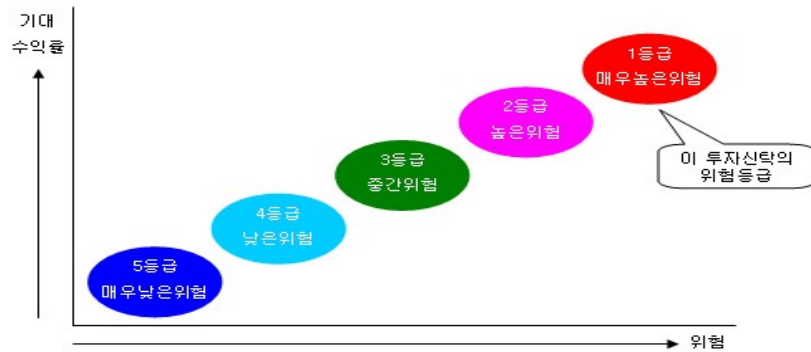 기대
수익률
1등급
매우높은위험
2등급
높은위험
3등급
중간위험
이 투자신탁의
위험등급
4등급
낮은위험
5등급
매우낮은위험
위험